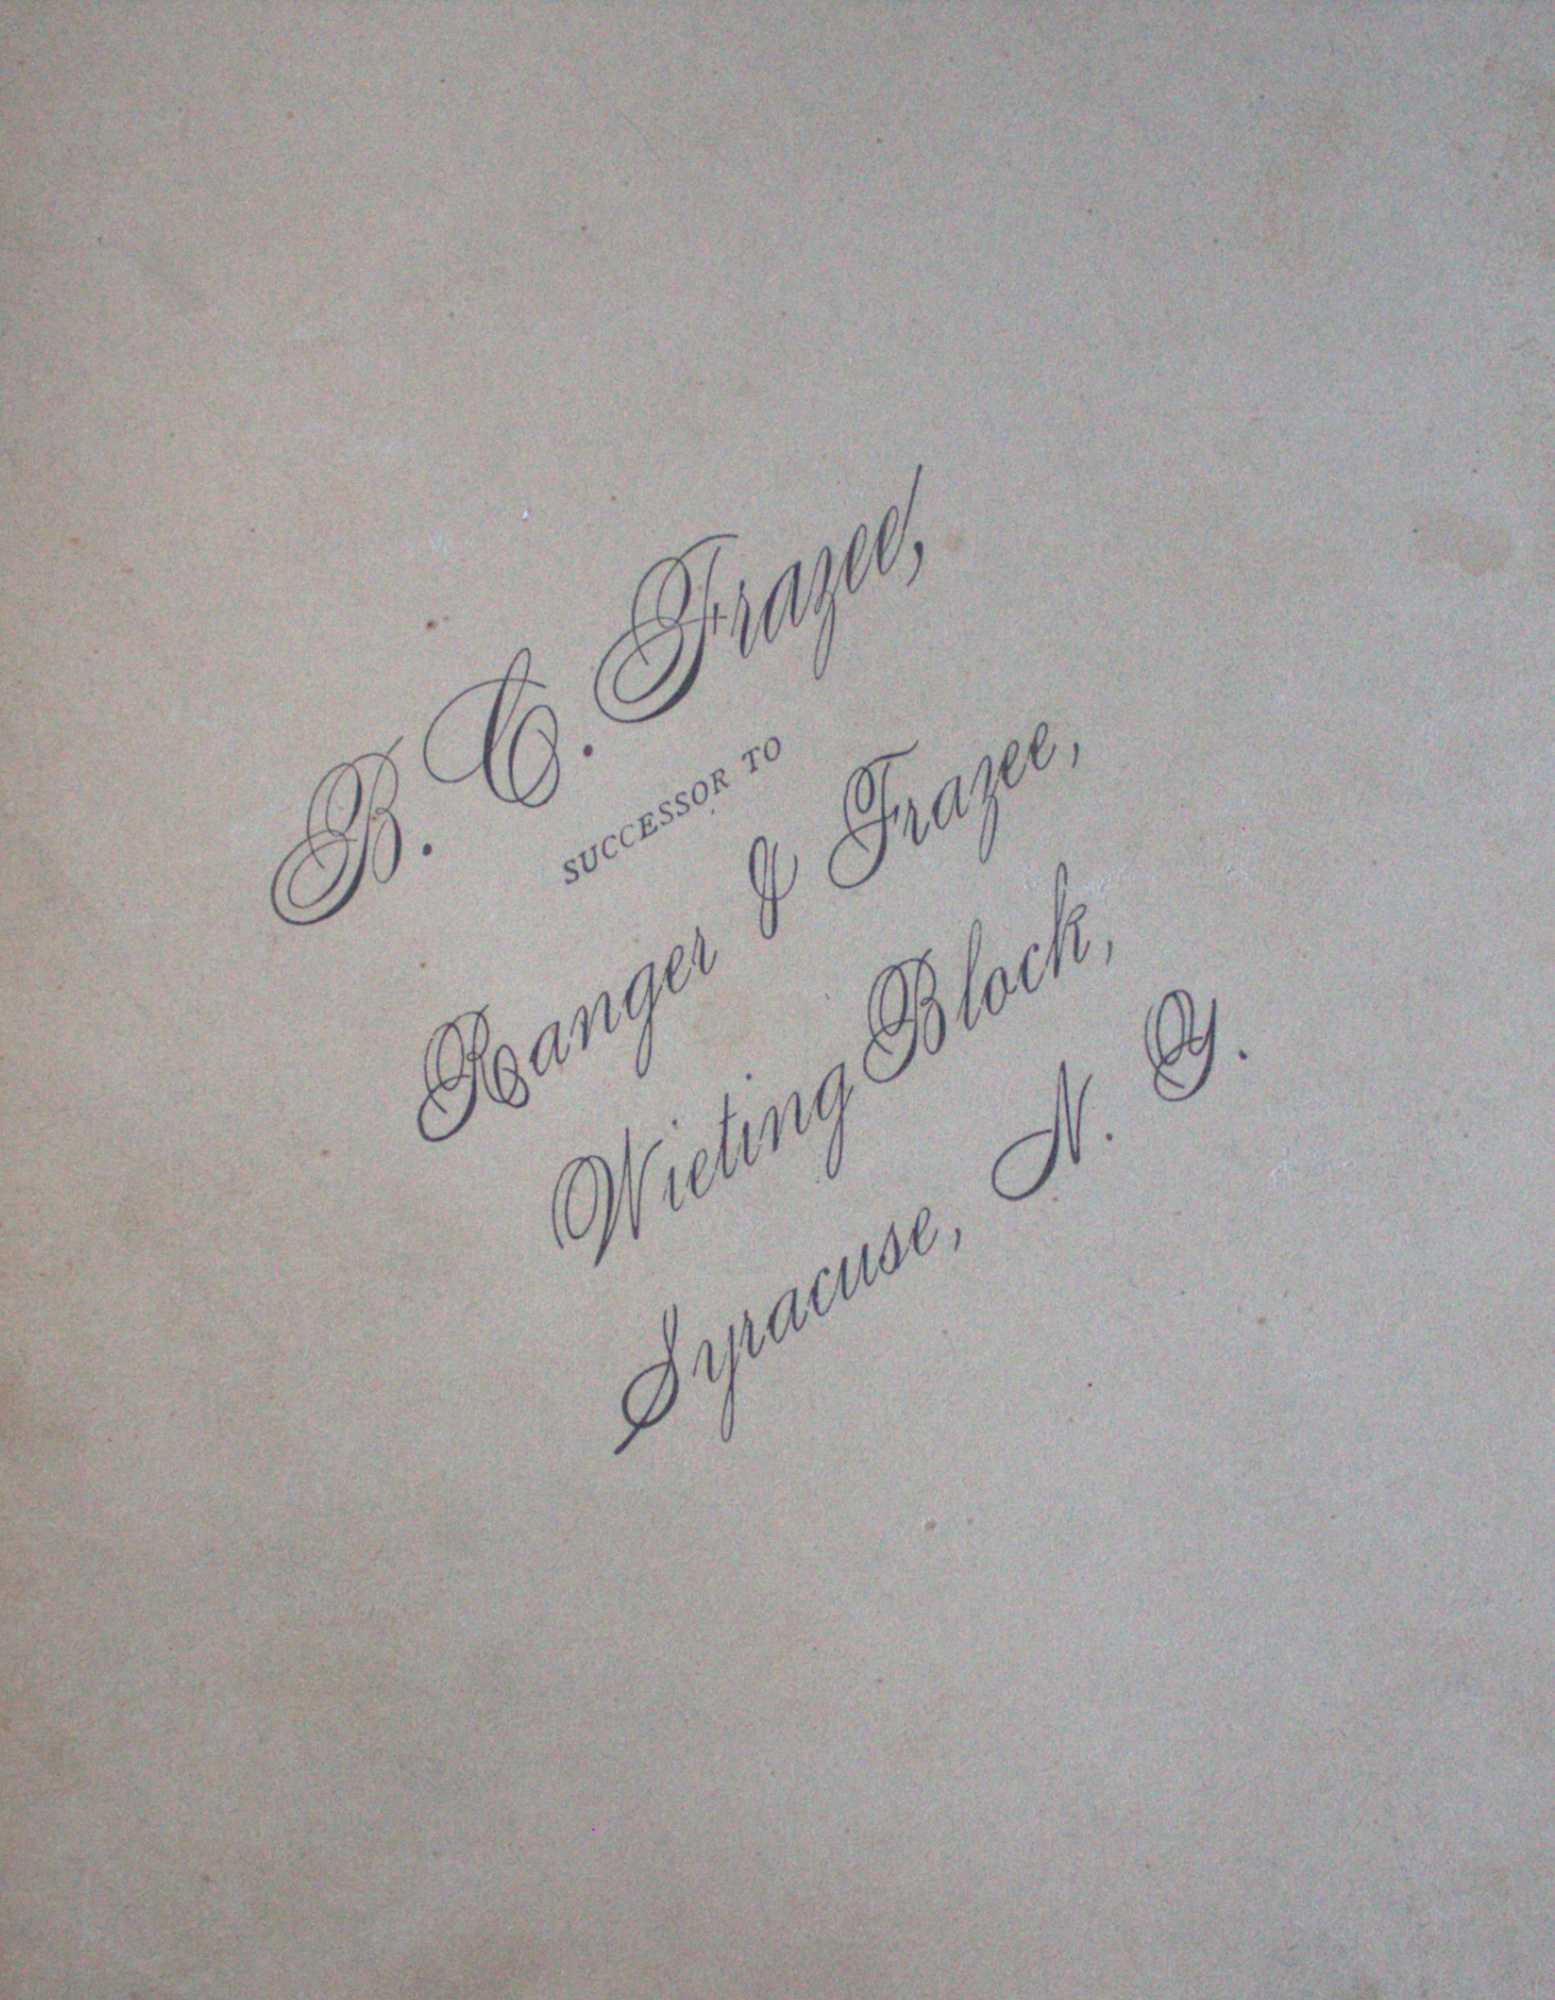 B. C. Frazee,
SUCCESSOR TO
Ranger & Frazee,
Wieting Block,
Syracuse, N. Y.